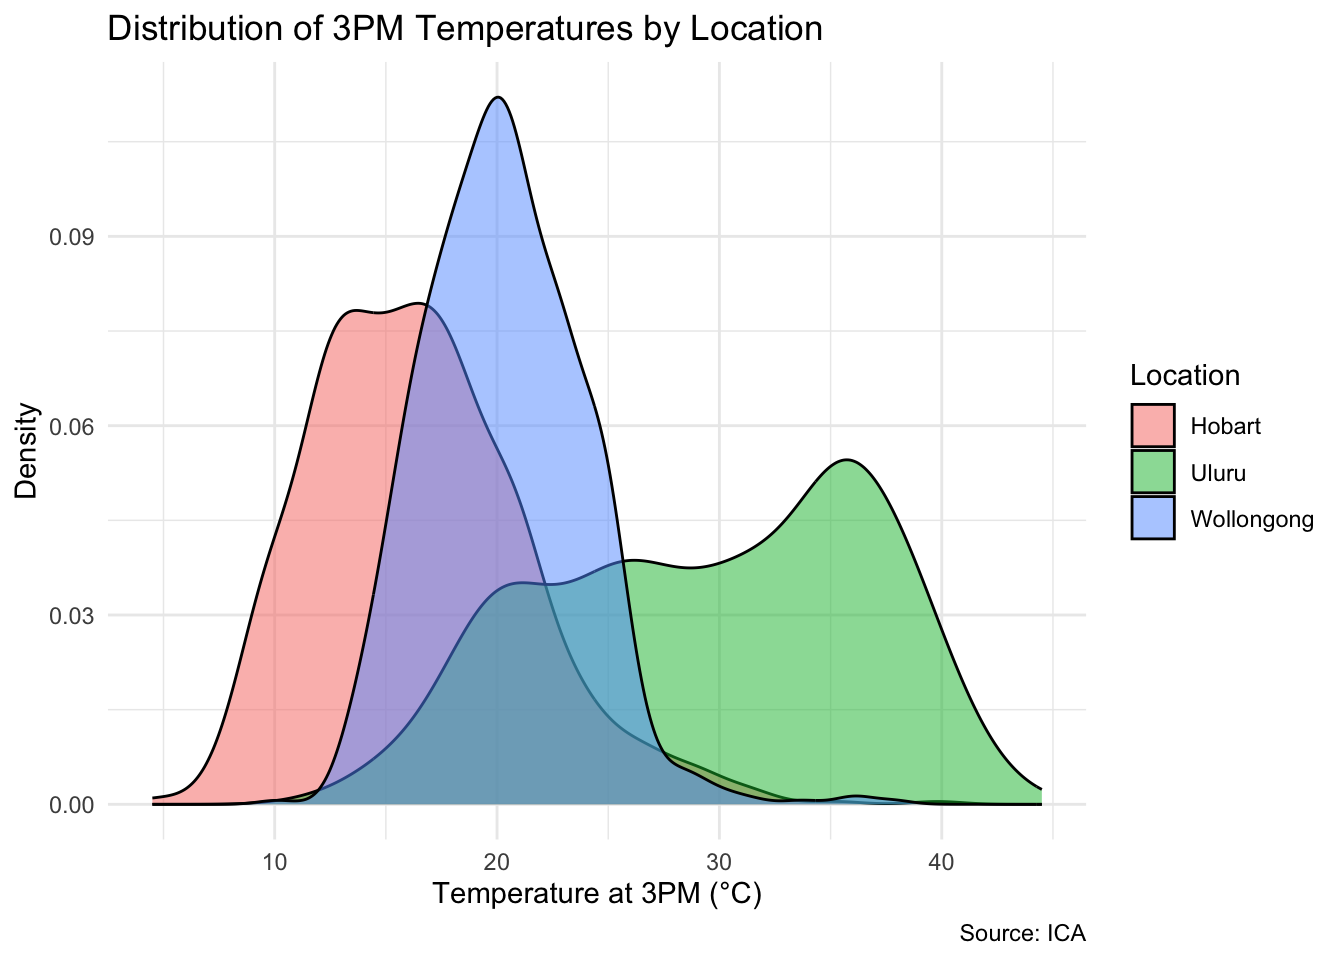 Distribution of 3PM Temperatures by Location
0.09
0.06
0.03
0.00
Density
10 20 30 40
Temperature at 3PM (°C)
Location
Hobart
Uluru
Wollongong
Source: ICA